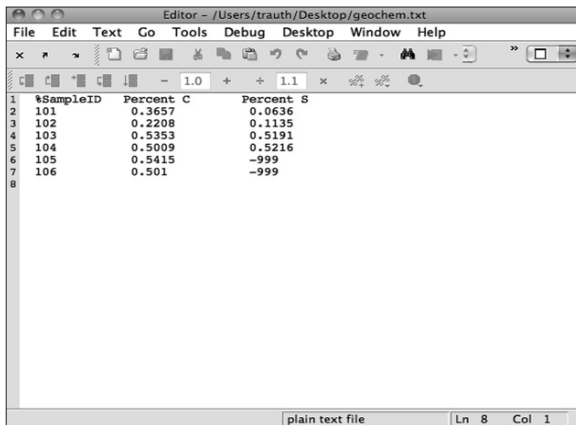 Editor – /Users/trauth/Desktop/geochem.txt
File Edit Text Go Tools Debug Desktop Window Help
»
– 1.0 + ÷ 1.1 ×
1 %SampleID Percent C Percent S
2 101 0.3657 0.0636
3 102 0.2208 0.1135
4 103 0.5353 0.5191
5 104 0.5009 0.5216
6 105 0.5415 -999
7 106 0.501 -999
8
plain text file Ln 8 Col 1